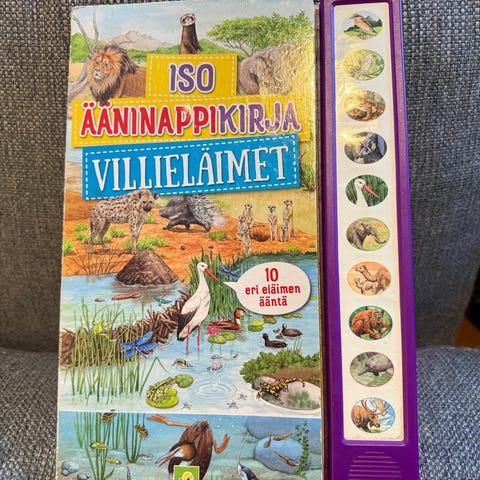 ISO
ÄÄNINAPPIKIRJA
VILLIELÄIMET
10
eri eläimen
ääntä